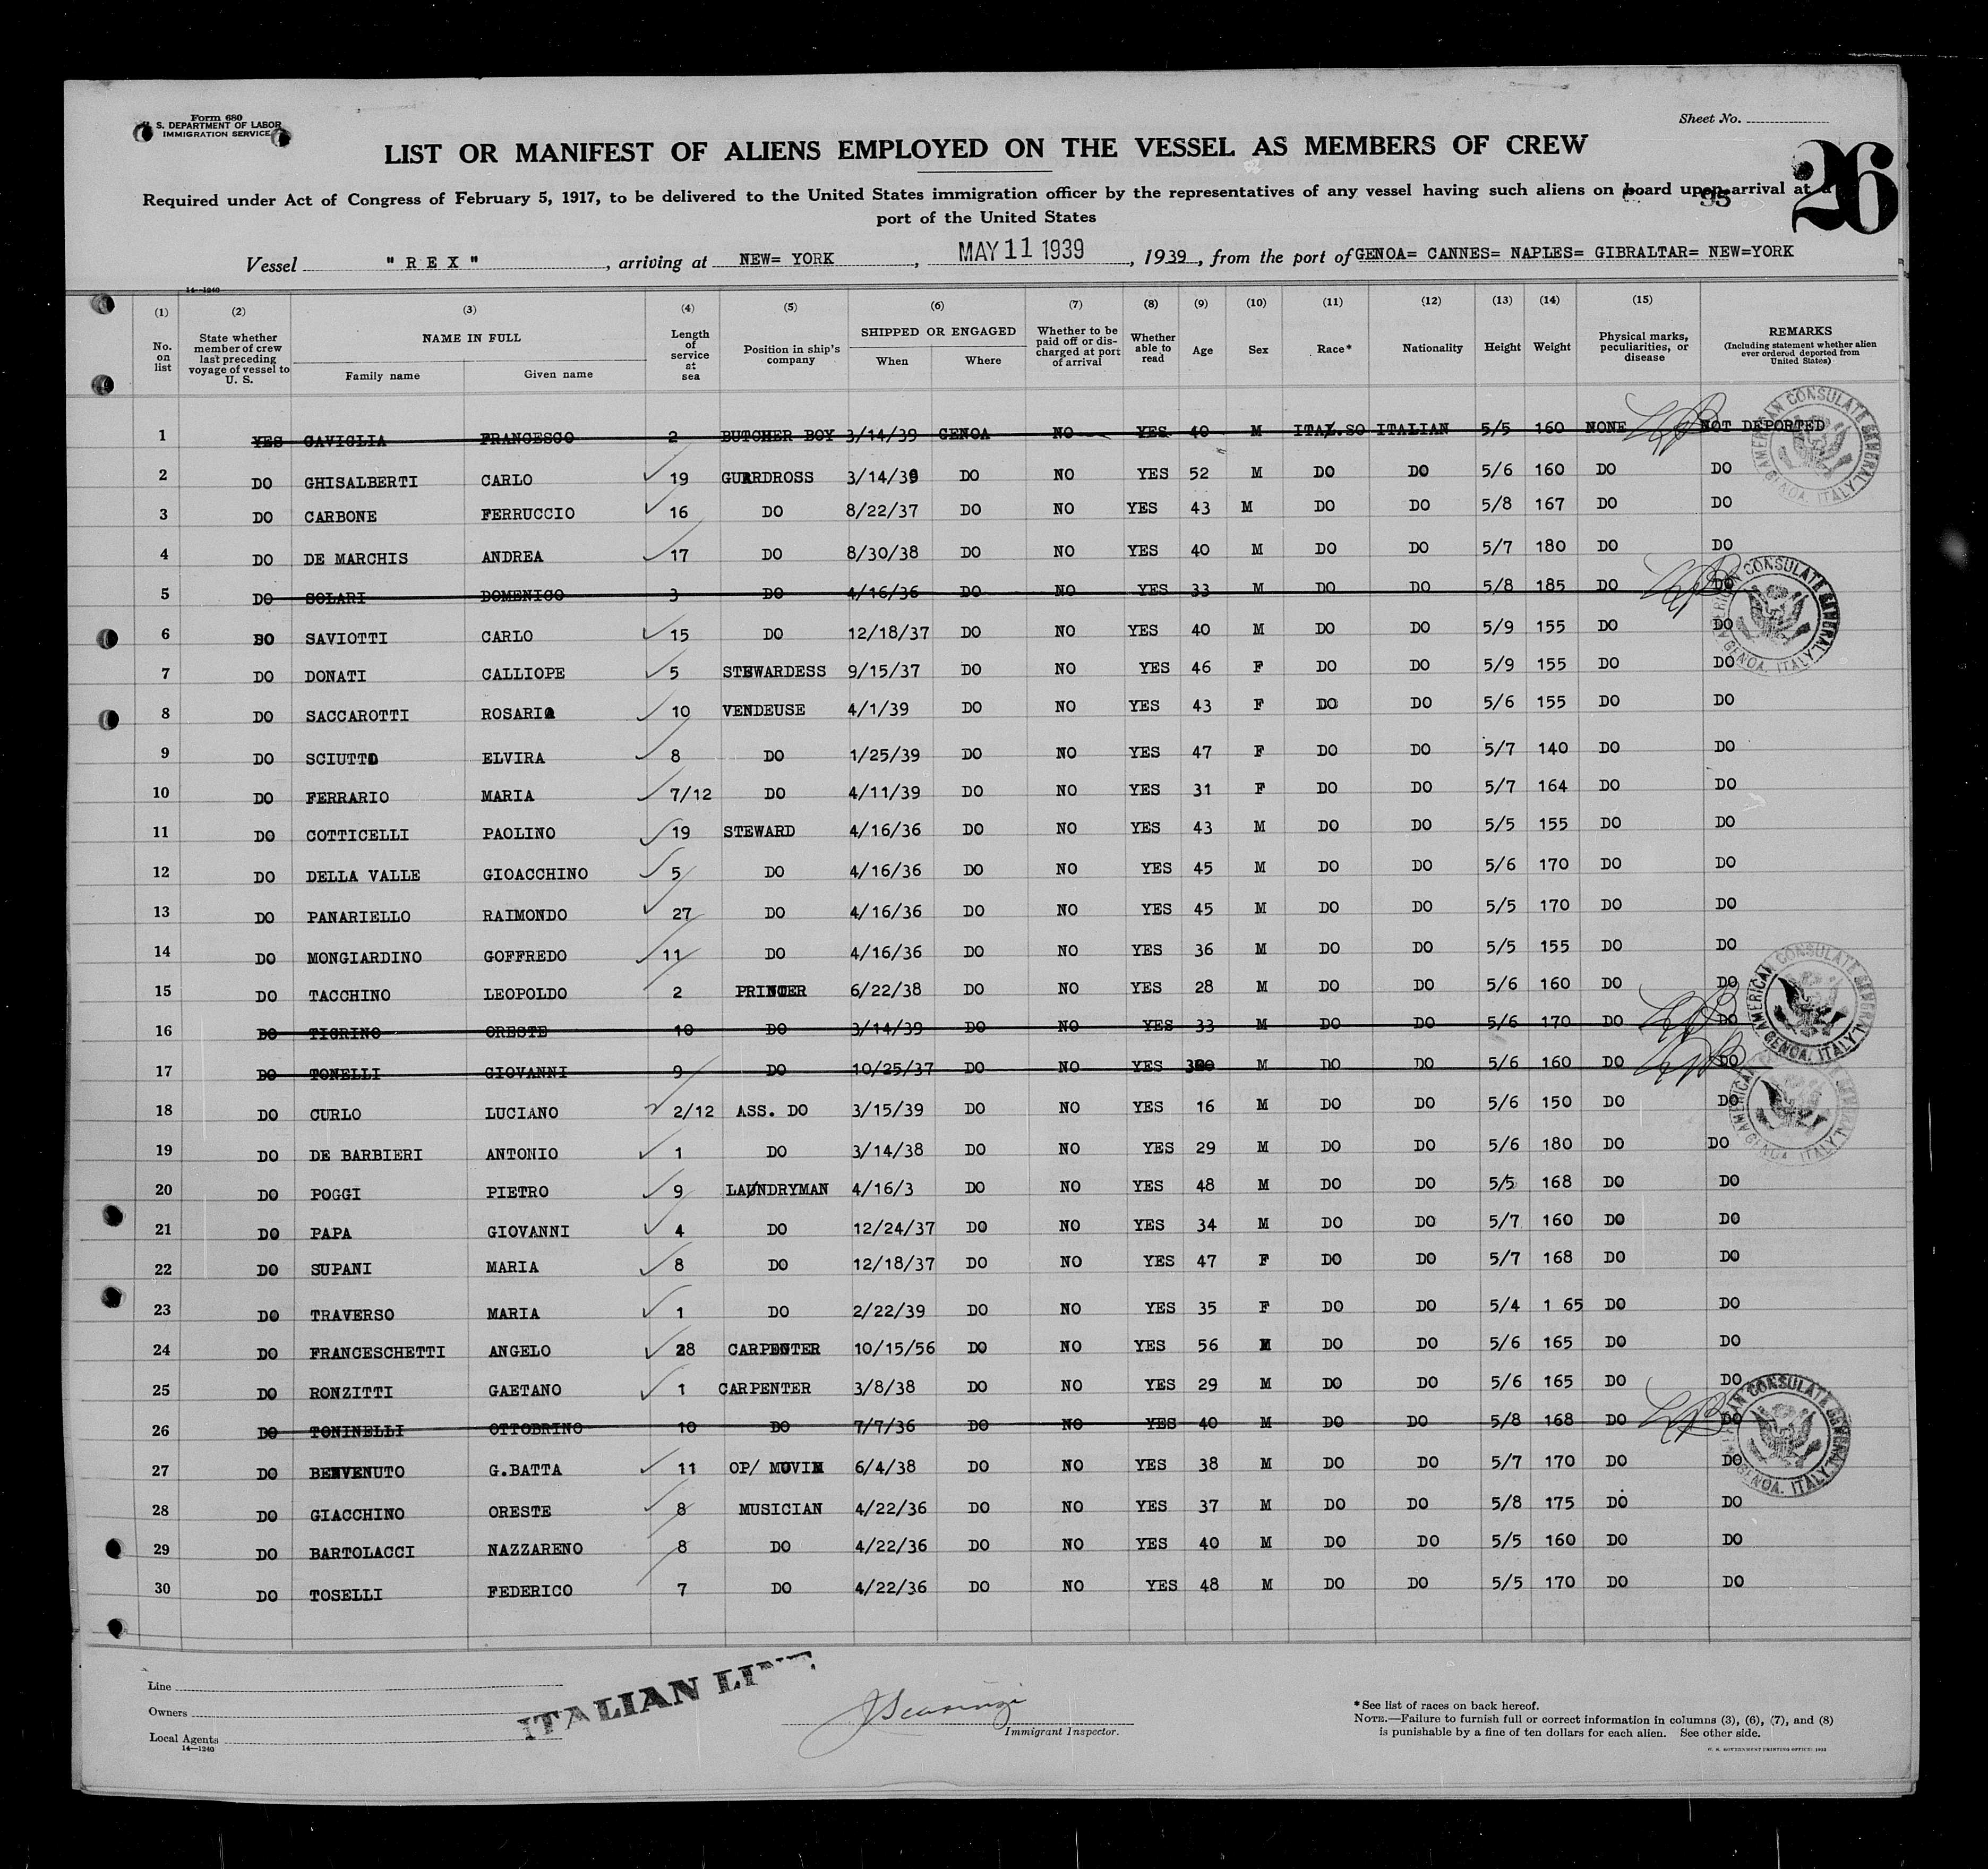 Form 680
U. S. DEPARTMENT OF LABOR
IMMIGRATION SERVICE
Sheet No.
26
LIST OR MANIFEST OF ALIENS EMPLOYED ON THE VESSEL AS MEMBERS OF CREW
Required under Act of Congress of February 5, 1917, to be delivered to the United States immigration officer by the representatives of any vessel having such aliens on board upon arrival at a
95
port of the United States
Vessel " R E X ", arriving at NEW= YORK, MAY 11 1939, 1939, from the port of GENOA= CANNES= NAPLES= GIBRALTAR= NEW=YORK
14—1240
(1) (2) (3) (4) (5) (6) (7) (8) (9) (10) (11) (12) (13) (14) (15)
No. on list
State whether member of crew last preceding voyage of vessel to U. S.
NAME IN FULL
Family name
Given name
Length of service at sea
Position in ship's company
SHIPPED OR ENGAGED
When
Where
Whether to be paid off or discharged at port of arrival
Whether able to read
Age
Sex
Race*
Nationality
Height
Weight
Physical marks, peculiarities, or disease
REMARKS
(Including statement whether alien ever ordered deported from United States)
1 YES GAVIGLIA FRANCESCO 2 BUTCHER BOY 3/14/39 GENOA NO YES 40 M ITAL.SO ITALIAN 5/5 160 NONE NOT DEPORTED
2 DO GHISALBERTI CARLO 19 GUARDROSS 3/14/39 DO NO YES 52 M DO DO 5/6 160 DO DO
3 DO CARBONE FERRUCCIO 16 DO 8/22/37 DO NO YES 43 M DO DO 5/8 167 DO DO
4 DO DE MARCHIS ANDREA 17 DO 8/30/38 DO NO YES 40 M DO DO 5/7 180 DO DO
5 DO SOLARI DOMENICO 3 DO 4/16/36 DO NO YES 33 M DO DO 5/8 185 DO DO
6 DO SAVIOTTI CARLO 15 DO 12/18/37 DO NO YES 40 M DO DO 5/9 155 DO DO
7 DO DONATI CALLIOPE 5 STEWARDESS 9/15/37 DO NO YES 46 F DO DO 5/9 155 DO DO
8 DO SACCAROTTI ROSARIA 10 VENDEUSE 4/1/39 DO NO YES 43 F DO DO 5/6 155 DO DO
9 DO SCIUTTO ELVIRA 8 DO 1/25/39 DO NO YES 47 F DO DO 5/7 140 DO DO
10 DO FERRARIO MARIA 7/12 DO 4/11/39 DO NO YES 31 F DO DO 5/7 164 DO DO
11 DO COTTICELLI PAOLINO 19 STEWARD 4/16/36 DO NO YES 43 M DO DO 5/5 155 DO DO
12 DO DELLA VALLE GIOACCHINO 5 DO 4/16/36 DO NO YES 45 M DO DO 5/6 170 DO DO
13 DO PANARIELLO RAIMONDO 27 DO 4/16/36 DO NO YES 45 M DO DO 5/5 170 DO DO
14 DO MONGIARDINO GOFFREDO 11 DO 4/16/36 DO NO YES 36 M DO DO 5/5 155 DO DO
15 DO TACCHINO LEOPOLDO 2 PRINTER 6/22/38 DO NO YES 28 M DO DO 5/6 160 DO DO
16 DO TIGRINO ORESTE 10 DO 3/14/39 DO NO YES 33 M DO DO 5/6 170 DO DO
17 DO TONELLI GIOVANNI 9 DO 10/25/37 DO NO YES M DO DO 5/6 160 DO DO
18 DO CURLO LUCIANO 2/12 ASS. DO 3/15/39 DO NO YES 16 M DO DO 5/6 150 DO DO
19 DO DE BARBIERI ANTONIO 1 DO 3/14/38 DO NO YES 29 M DO DO 5/6 180 DO DO
20 DO POGGI PIETRO 9 LAUNDRYMAN 4/16/3 DO NO YES 48 M DO DO 5/5 168 DO DO
21 DO PAPA GIOVANNI 4 DO 12/24/37 DO NO YES 34 M DO DO 5/7 160 DO DO
22 DO SUPANI MARIA 8 DO 12/18/37 DO NO YES 47 F DO DO 5/7 168 DO DO
23 DO TRAVERSO MARIA 1 DO 2/22/39 DO NO YES 35 F DO DO 5/4 1 65 DO DO
24 DO FRANCESCHETTI ANGELO 28 CARPENTER 10/15/56 DO NO YES 56 M DO DO 5/6 165 DO DO
25 DO RONZITTI GAETANO 1 CARPENTER 3/8/38 DO NO YES 29 M DO DO 5/6 165 DO DO
26 DO TONINELLI OTTOBRINO 10 DO 7/7/36 DO NO YES 40 M DO DO 5/8 168 DO DO
27 DO BENVENUTO G.BATTA 11 OP/ MOVIE 6/4/38 DO NO YES 38 M DO DO 5/7 170 DO DO
28 DO GIACCHINO ORESTE 8 MUSICIAN 4/22/36 DO NO YES 37 M DO DO 5/8 175 DO DO
29 DO BARTOLACCI NAZZARENO 8 DO 4/22/36 DO NO YES 40 M DO DO 5/5 160 DO DO
30 DO TOSELLI FEDERICO 7 DO 4/22/36 DO NO YES 48 M DO DO 5/5 170 DO DO
AMERICAN CONSULATE GENERAL GENOA, ITALY
AMERICAN CONSULATE GENERAL GENOA, ITALY
AMERICAN CONSULATE GENERAL GENOA, ITALY
AMERICAN CONSULATE GENERAL GENOA, ITALY
AMERICAN CONSULATE GENERAL GENOA, ITALY
Line
Owners
Local Agents
14—1240
ITALIAN LINE
Immigrant Inspector.
*See list of races on back hereof.
NOTE.—Failure to furnish full or correct information in columns (3), (6), (7), and (8)
is punishable by a fine of ten dollars for each alien. See other side.